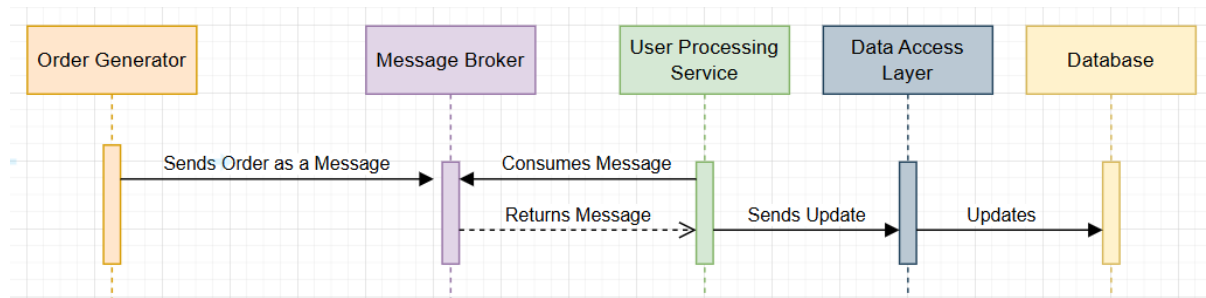 Order Generator
Message Broker
User Processing
Service
Data Access
Layer
Database
Sends Order as a Message
Consumes Message
Returns Message
Sends Update
Updates